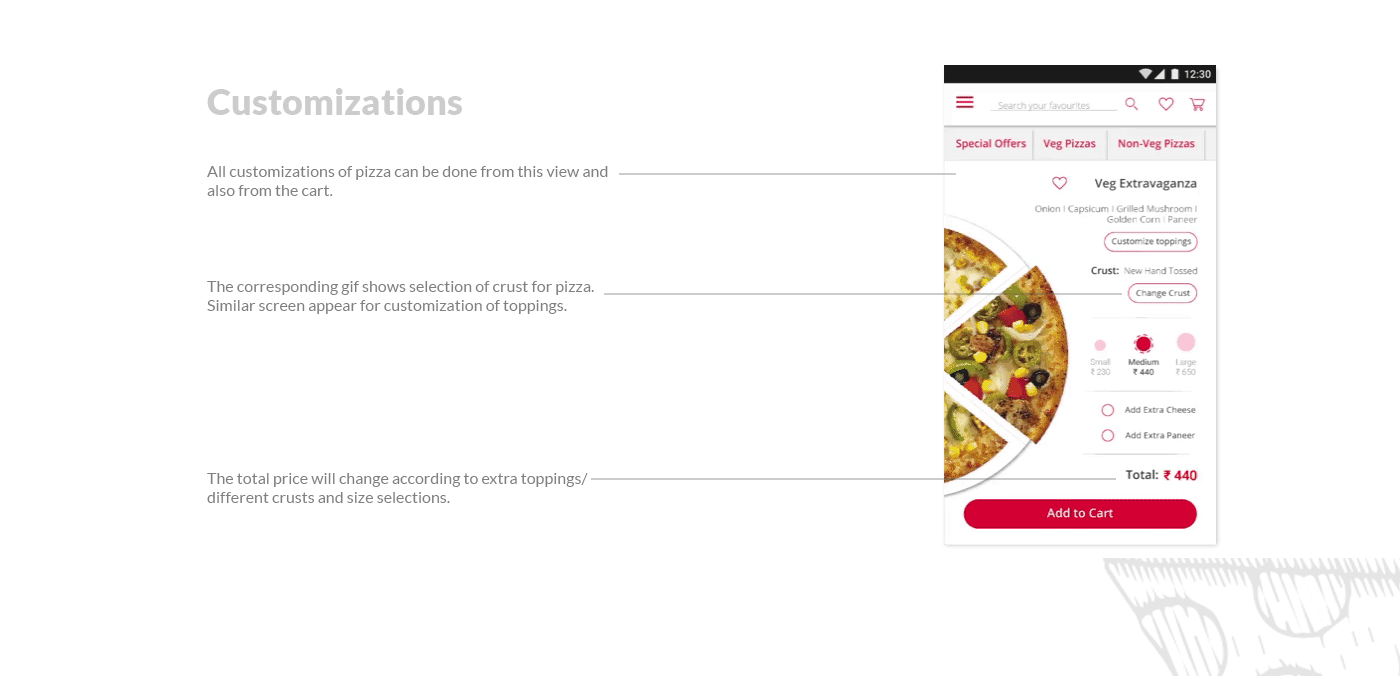 Customizations
All customizations of pizza can be done from this view and
also from the cart.
The corresponding gif shows selection of crust for pizza.
Similar screen appear for customization of toppings.
The total price will change according to extra toppings/
different crusts and size selections.
12:30
Search your favourites
Special Offers
Veg Pizzas
Non-Veg Pizzas
Veg Extravaganza
Onion | Capsicum | Grilled Mushroom |
Golden Corn | Paneer
Customize toppings
Crust: New Hand Tossed
Change Crust
Small Medium Large
₹ 230 ₹ 440 ₹ 650
Add Extra Cheese
Add Extra Paneer
Total: ₹ 440
Add to Cart